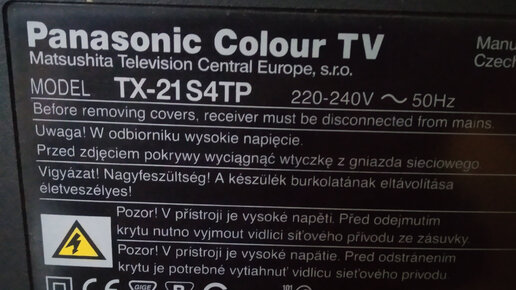 Panasonic Colour TV
Matsushita Television Central Europe, s.r.o.
Manu
Czech
MODEL TX-21S4TP 220-240V ~ 50Hz
Before removing covers, receiver must be disconnected from mains.
Uwaga! W odbiorniku wysokie napięcie.
Przed zdjęciem pokrywy wyciągnąć wtyczkę z gniazda sieciowego.
Vigyázat! Nagyfeszültség! A készülék burkolatának eltávolítása
életveszélyes!
Pozor! V přístroji je vysoké napětí. Před odejmutím
krytu nutno vyjmout vidlici síťového přívodu ze zásuvky.
Pozor! V prístroji je vysoké napätie. Pred odstránením
krytu je potrebné vytiahnuť vidlicu sieťového prívodu